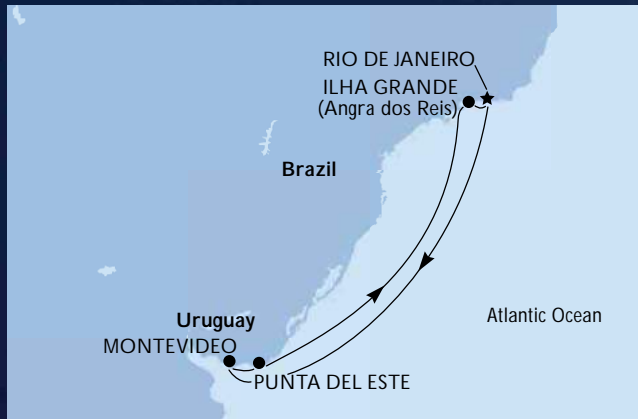 RIO DE JANEIRO
ILHA GRANDE
(Angra dos Reis)
Brazil
Atlantic Ocean
Uruguay
MONTEVIDEO
PUNTA DEL ESTE